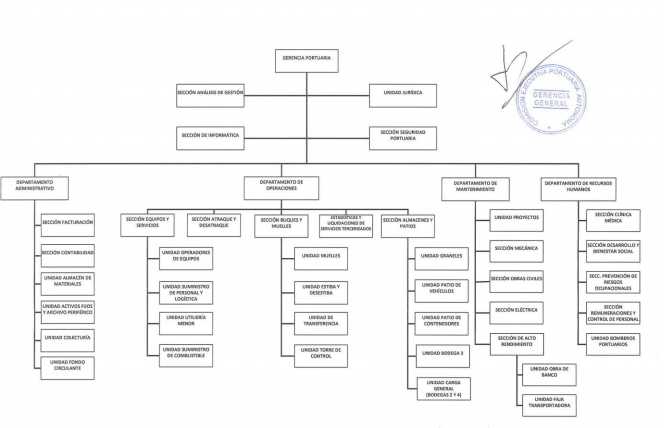 GERENCIA PORTUARIA
SECCIÓN ANÁLISIS DE GESTIÓN
UNIDAD JURÍDICA
SECCIÓN DE INFORMÁTICA
SECCIÓN SEGURIDAD
PORTUARIA
COMISIÓN EJECUTIVA PORTUARIA AUTONOMA
GERENCIA
GENERAL
DEPARTAMENTO
ADMINISTRATIVO
SECCIÓN FACTURACIÓN
SECCIÓN CONTABILIDAD
UNIDAD ALMACÉN DE
MATERIALES
UNIDAD ACTIVOS FIJOS
Y ARCHIVO PERIFÉRICO
UNIDAD COLECTURÍA
UNIDAD FONDO
CIRCULANTE
DEPARTAMENTO DE
OPERACIONES
SECCIÓN EQUIPOS Y
SERVICIOS
UNIDAD OPERADORES
DE EQUIPOS
UNIDAD SUMINISTRO
DE PERSONAL Y
LOGÍSTICA
UNIDAD UTILIERÍA
MENOR
UNIDAD SUMINISTRO
DE COMBUSTIBLE
SECCIÓN ATRAQUE Y
DESATRAQUE
SECCIÓN BUQUES Y
MUELLES
UNIDAD MUELLES
UNIDAD ESTIBA Y
DESESTIBA
UNIDAD DE
TRANSFERENCIA
UNIDAD TORRE DE
CONTROL
ESTADÍSTICAS Y
LIQUIDACIONES DE
SERVICIO TERCERIZADOS
SECCIÓN ALMACENES Y
PATIOS
UNIDAD GRANELES
UNIDAD PATIO DE
VEHÍCULOS
UNIDAD PATIO DE
CONTENEDORES
UNIDAD BODEGA 3
UNIDAD CARGA
GENERAL
(BODEGAS 2 Y 4)
DEPARTAMENTO DE
MANTENIMIENTO
UNIDAD PROYECTOS
SECCIÓN MECÁNICA
SECCIÓN OBRAS CIVILES
SECCIÓN ELÉCTRICA
SECCIÓN DE ALTO
RENDIMIENTO
UNIDAD OBRA DE
BANCO
UNIDAD FAJA
TRANSPORTADORA
DEPARTAMENTO DE RECURSOS
HUMANOS
SECCIÓN CLÍNICA
MÉDICA
SECCIÓN DESARROLLO Y
BIENESTAR SOCIAL
SECC. PREVENCIÓN DE
RIESGOS
OCUPACIONALES
SECCIÓN
REMUNERACIONES Y
CONTROL DE PERSONAL
UNIDAD BOMBEROS
PORTUARIOS